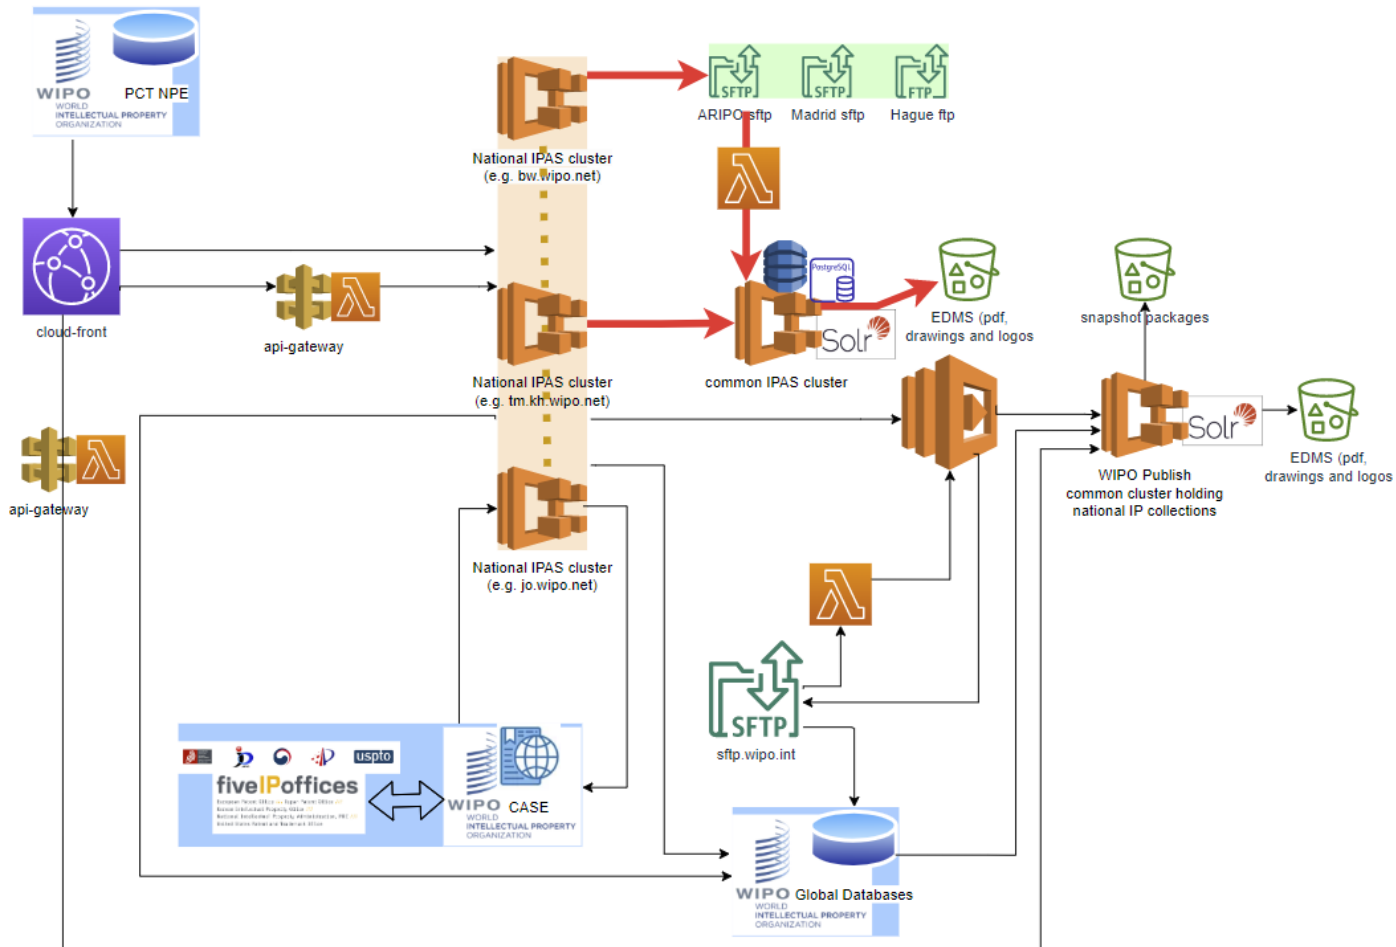 WIPO
WORLD
INTELLECTUAL PROPERTY
ORGANIZATION
PCT NPE
SFTP
SFTP
FTP
ARIPO sftp
Madrid sftp
Hague ftp
National IPAS cluster
(e.g. bw.wipo.net)
cloud-front
api-gateway
PostgreSQL
Solr
EDMS (pdf,
drawings and logos
snapshot packages
National IPAS cluster
(e.g. tm.kh.wipo.net)
common IPAS cluster
api-gateway
Solr
EDMS (pdf,
drawings and logos
WIPO Publish
common cluster holding
national IP collections
National IPAS cluster
(e.g. jo.wipo.net)
SFTP
sftp.wipo.int
uspto
fiveIPoffices
WIPO
WORLD
INTELLECTUAL PROPERTY
ORGANIZATION
CASE
WIPO
WORLD
INTELLECTUAL PROPERTY
ORGANIZATION
Global Databases